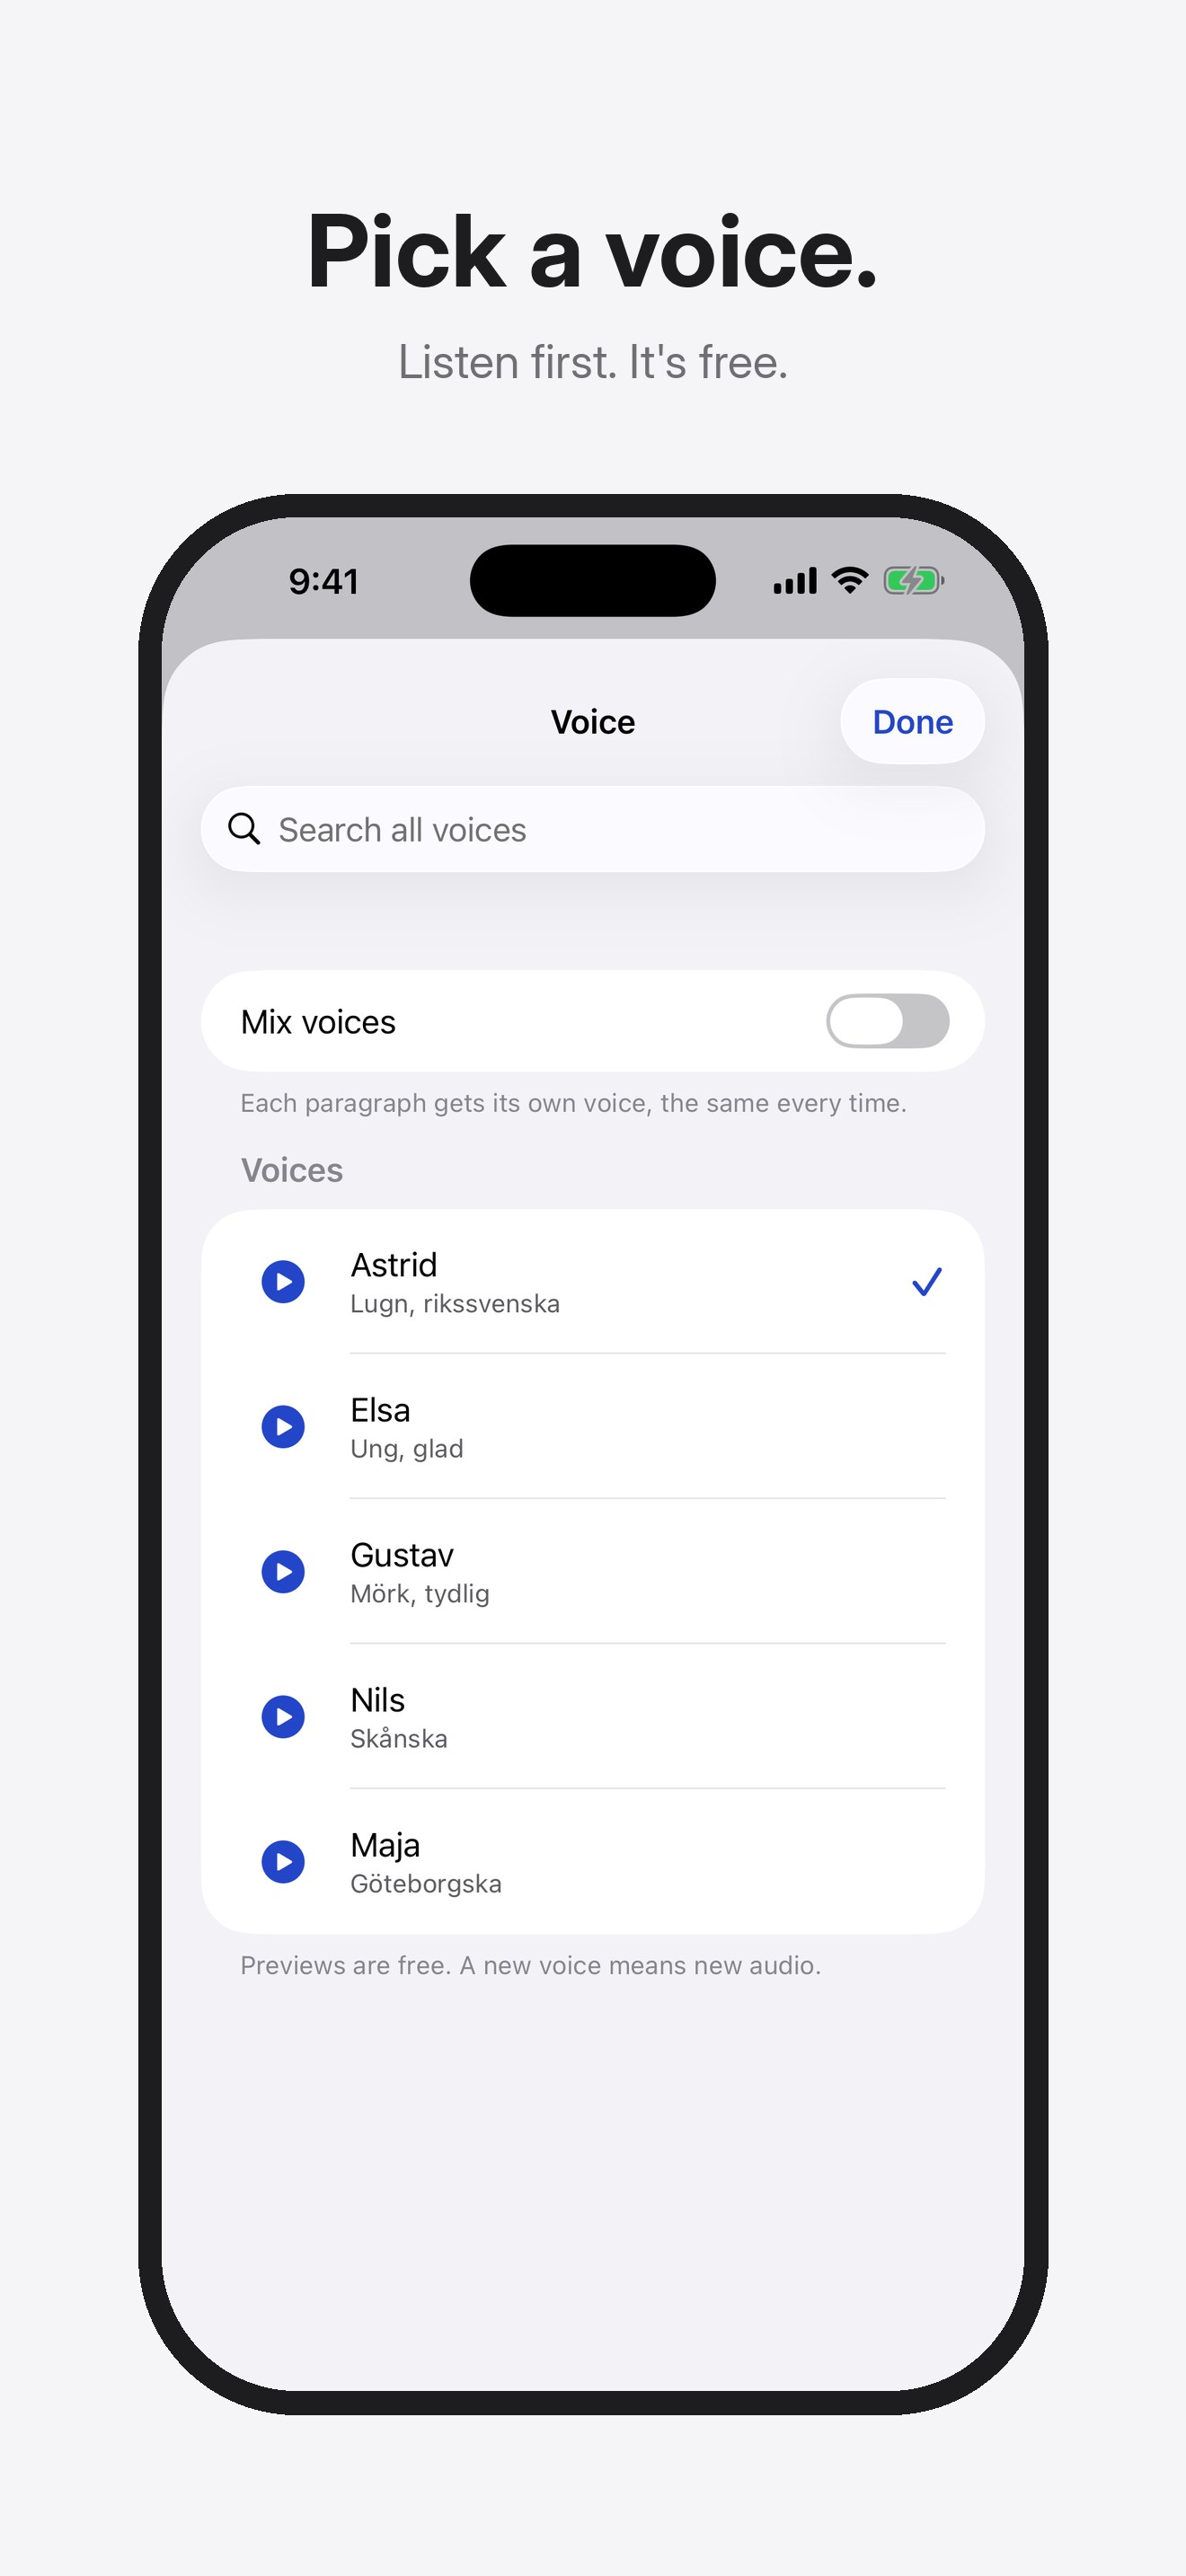 Pick a voice.
Listen first. It's free.
9:41
Voice
Done
Search all voices
Mix voices
Each paragraph gets its own voice, the same every time.
Voices
Astrid
Lugn, rikssvenska
Elsa
Ung, glad
Gustav
Mörk, tydlig
Nils
Skånska
Maja
Göteborgska
Previews are free. A new voice means new audio.